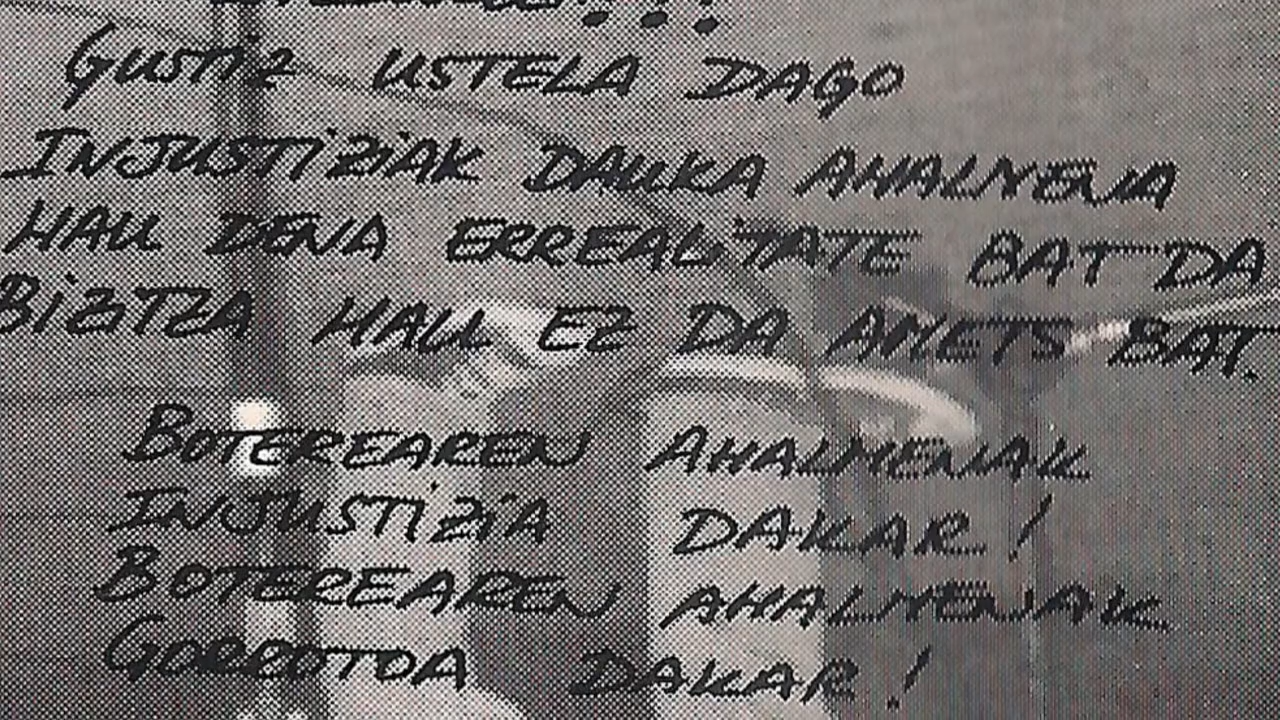 GUSTIZ USTELA DAGO
INJUSTIZIAK DAUKA AHALMENA
HAU DENA ERREALITATE BAT DA
BIZITZA HAU EZ DA AMETS BAT.
BOTEREAREN AHALMENAK
INJUSTIZIA DAKAR!
BOTEREAREN AHALMENAK
GORROTOA DAKAR!